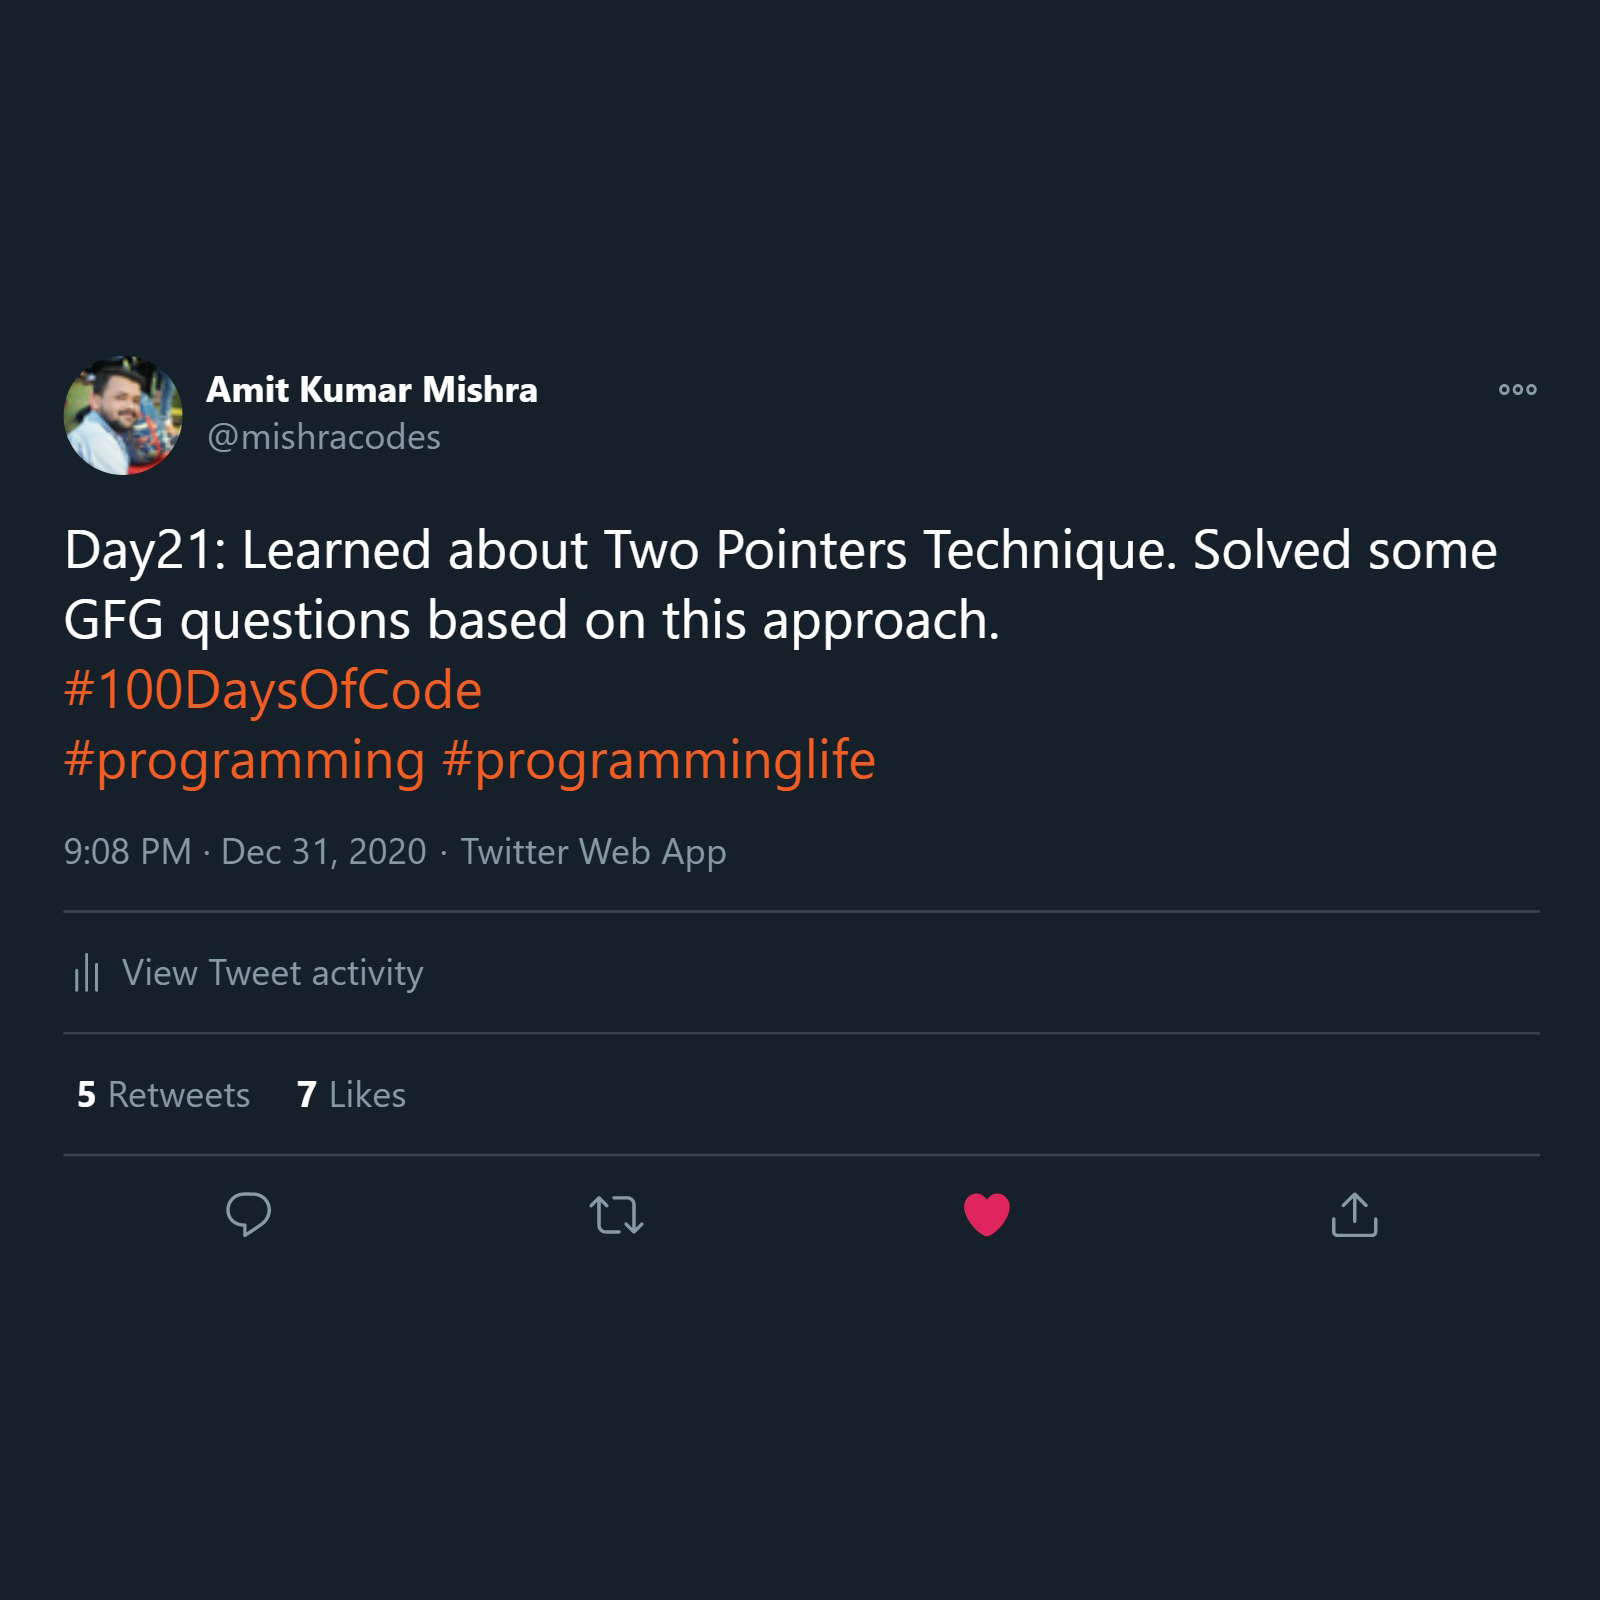 Amit Kumar Mishra
@mishracodes
Day21: Learned about Two Pointers Technique. Solved some
GFG questions based on this approach.
#100DaysOfCode
#programming #programminglife
9:08 PM · Dec 31, 2020 · Twitter Web App
View Tweet activity
5 Retweets 7 Likes